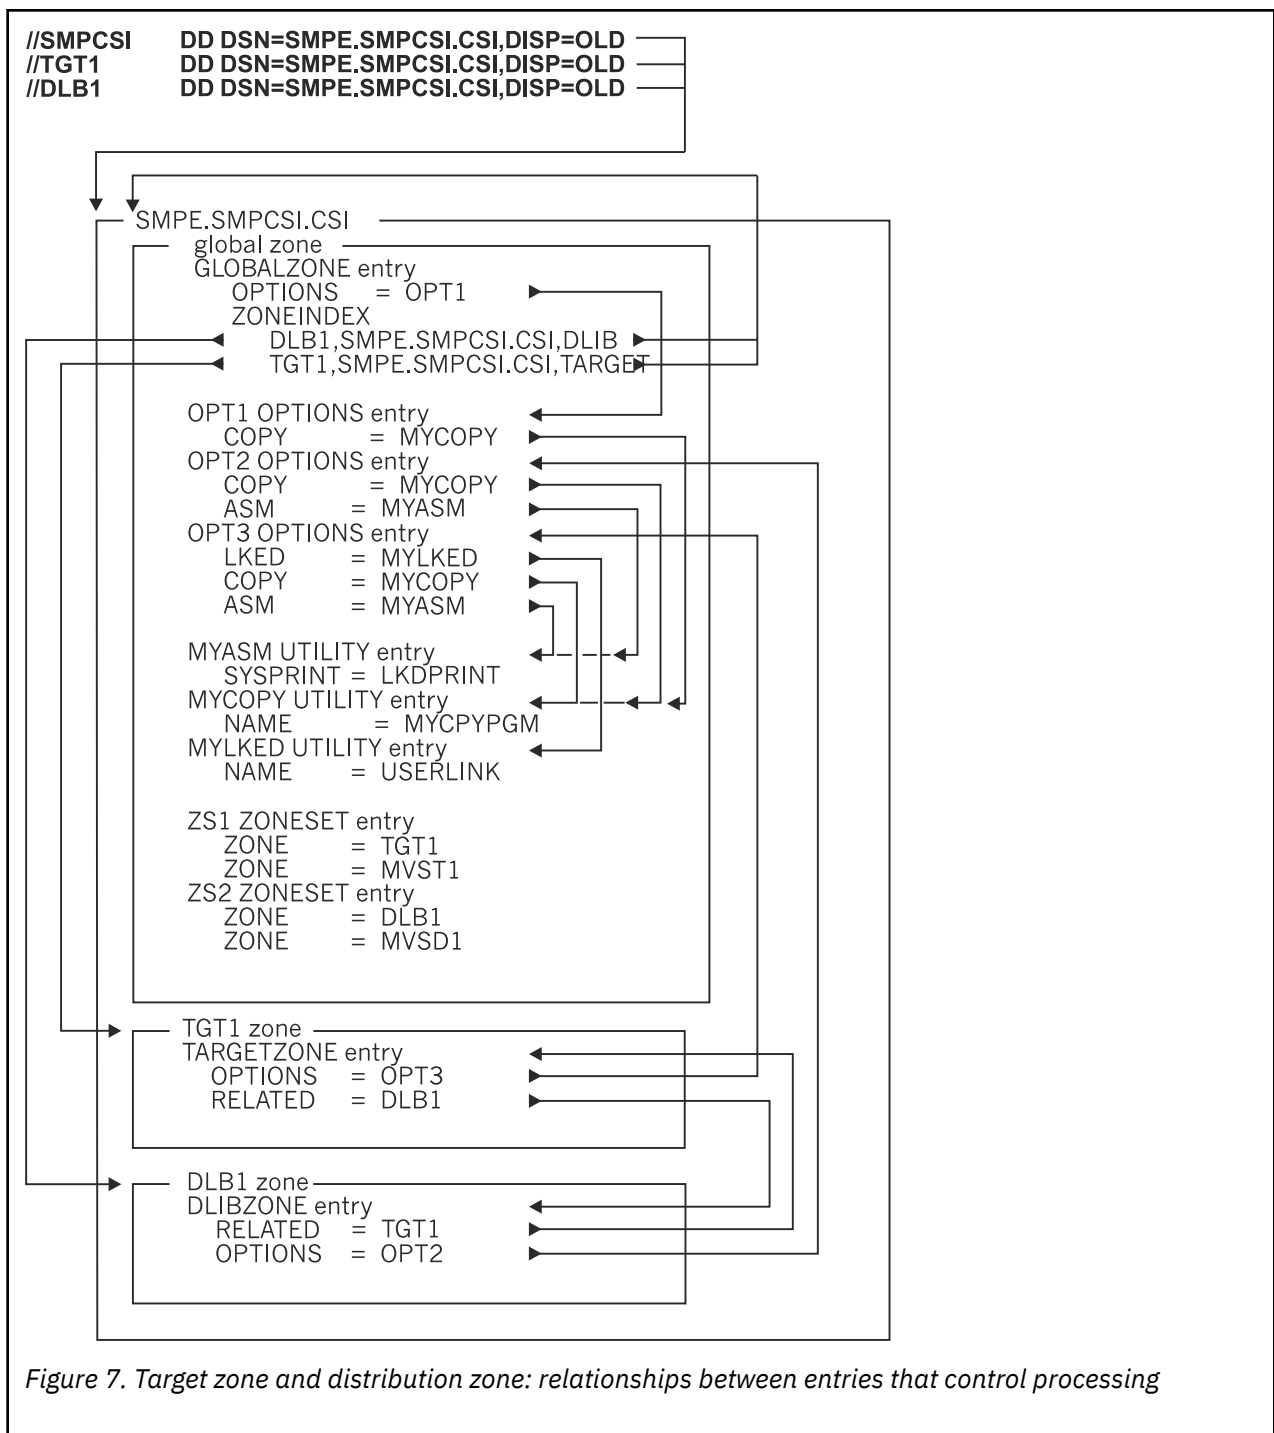 //SMPCSI DD DSN=SMPE.SMPCSI.CSI,DISP=OLD
//TGT1 DD DSN=SMPE.SMPCSI.CSI,DISP=OLD
//DLB1 DD DSN=SMPE.SMPCSI.CSI,DISP=OLD
SMPE.SMPCSI.CSI
global zone
GLOBALZONE entry
OPTIONS = OPT1
ZONEINDEX
DLB1,SMPE.SMPCSI.CSI,DLIB
TGT1,SMPE.SMPCSI.CSI,TARGET
OPT1 OPTIONS entry
COPY = MYCOPY
OPT2 OPTIONS entry
COPY = MYCOPY
ASM = MYASM
OPT3 OPTIONS entry
LKED = MYLKED
COPY = MYCOPY
ASM = MYASM
MYASM UTILITY entry
SYSPRINT = LKDPRINT
MYCOPY UTILITY entry
NAME = MYCPYPGM
MYLKED UTILITY entry
NAME = USERLINK
ZS1 ZONESET entry
ZONE = TGT1
ZONE = MVST1
ZS2 ZONESET entry
ZONE = DLB1
ZONE = MVSD1
TGT1 zone
TARGETZONE entry
OPTIONS = OPT3
RELATED = DLB1
DLB1 zone
DLIBZONE entry
RELATED = TGT1
OPTIONS = OPT2
Figure 7. Target zone and distribution zone: relationships between entries that control processing